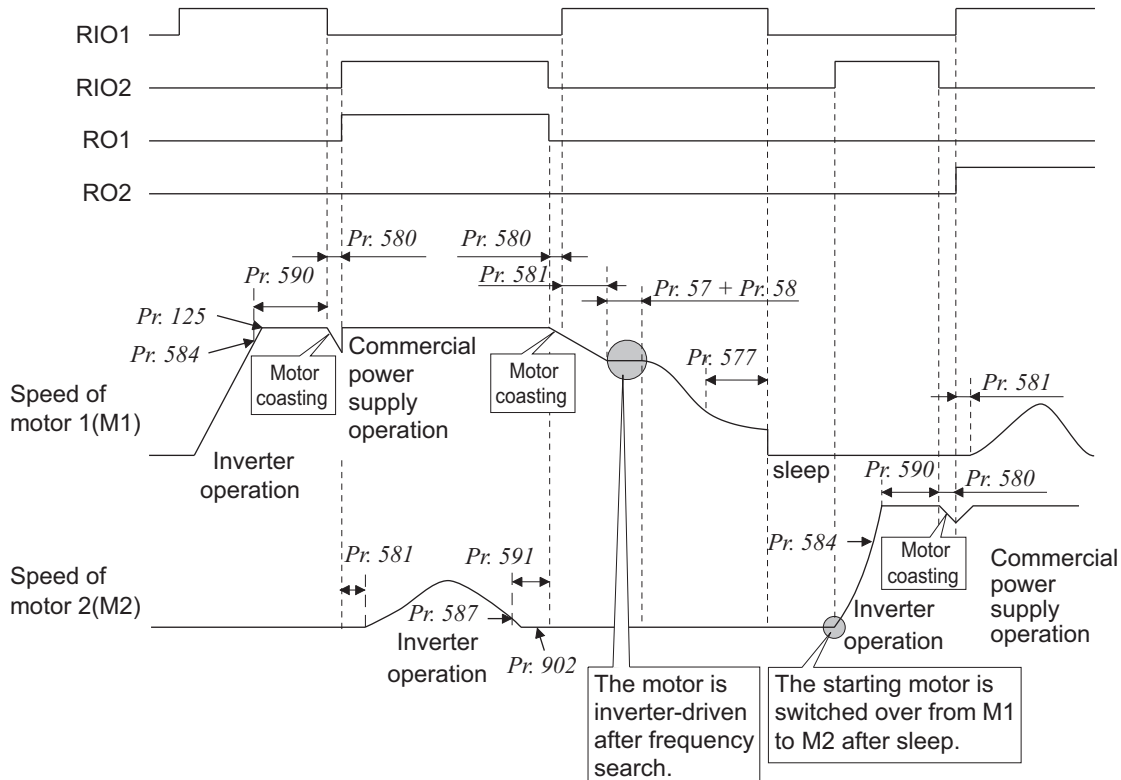 RIO1
RIO2
RO1
RO2
Pr. 580
Pr. 580
Pr. 590
Pr. 581
Pr. 57 + Pr. 58
Pr. 125
Pr. 584
Motor
coasting
Commercial
power
supply
operation
Motor
coasting
Pr. 577
Pr. 581
Speed of
motor 1(M1)
Inverter
operation
sleep
Pr. 590
Pr. 580
Pr. 581
Pr. 591
Pr. 584
Motor
coasting
Commercial
power
supply
operation
Speed of
motor 2(M2)
Pr. 587
Inverter
operation
Pr. 902
Inverter
operation
The motor is
inverter-driven
after frequency
search.
The starting motor is
switched over from M1
to M2 after sleep.